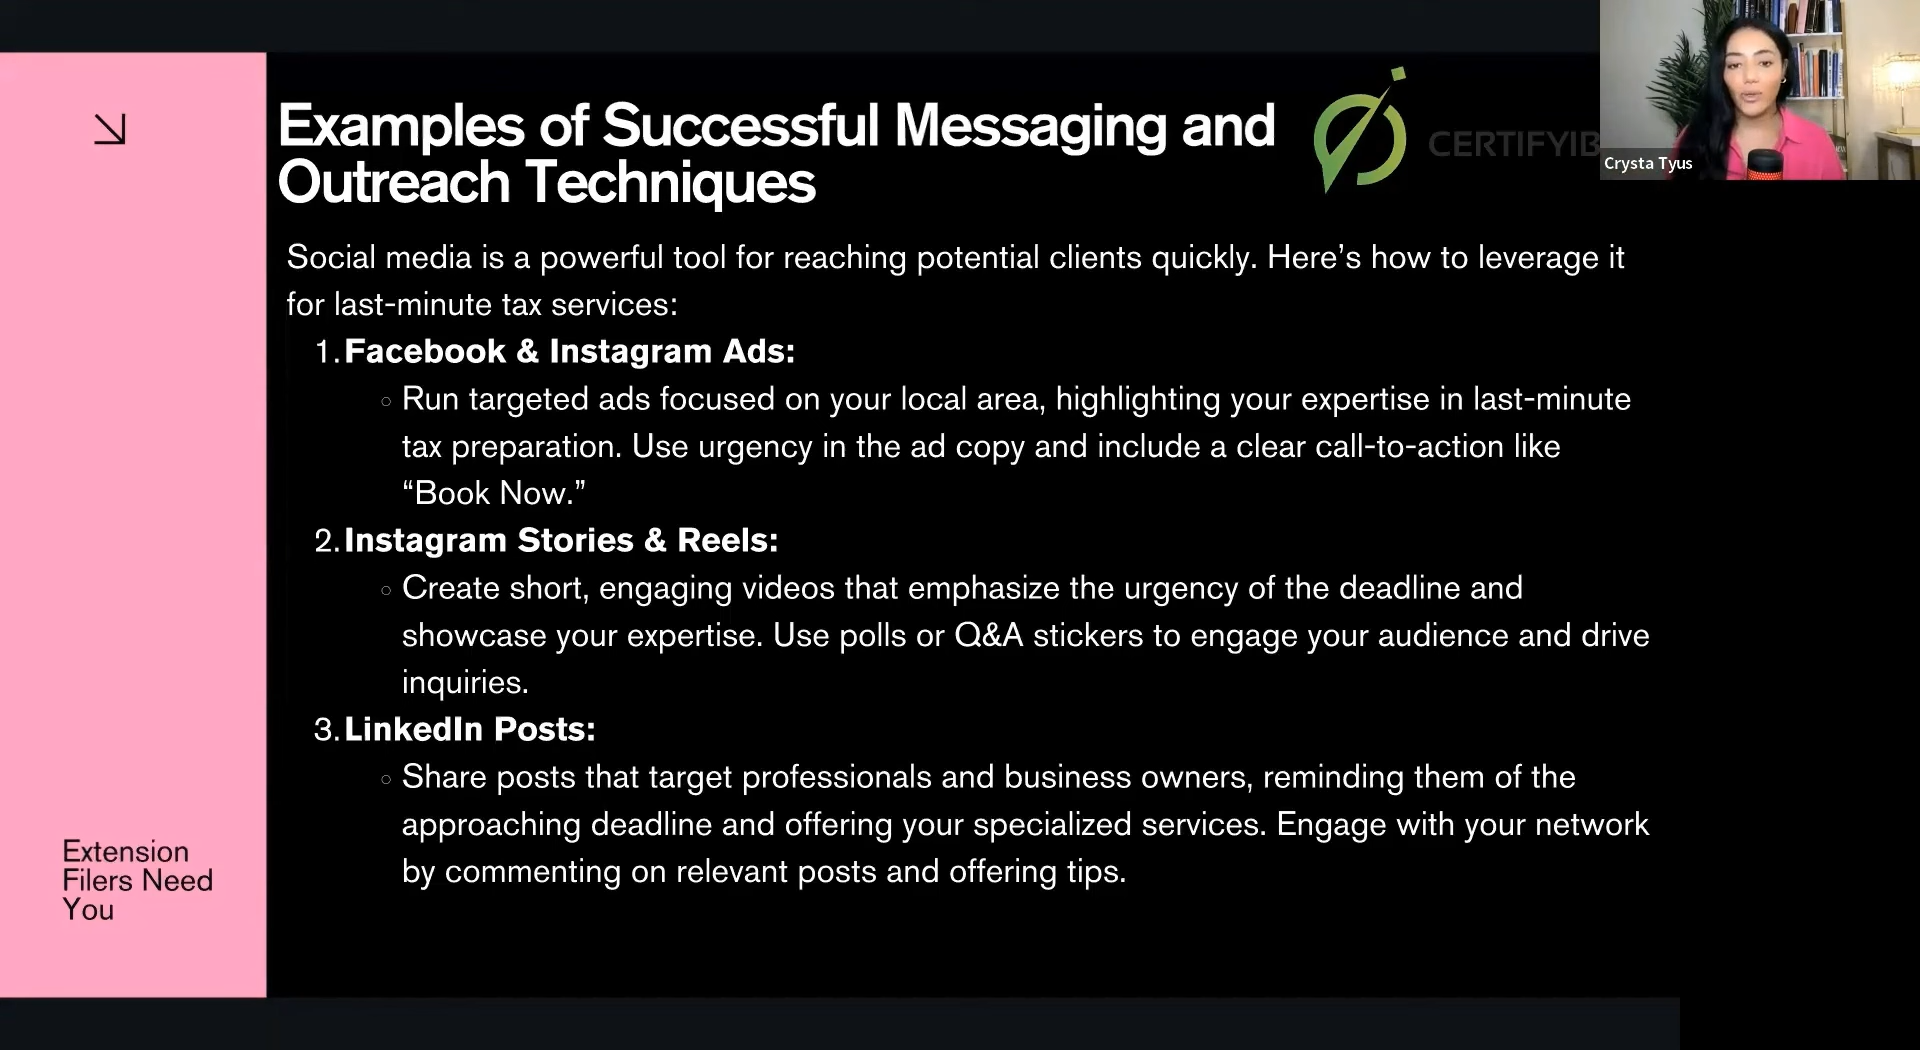 Examples of Successful Messaging and
Outreach Techniques
CERTIFYIB
Crysta Tyus
Social media is a powerful tool for reaching potential clients quickly. Here’s how to leverage it
for last-minute tax services:
1. Facebook & Instagram Ads:
◦ Run targeted ads focused on your local area, highlighting your expertise in last-minute
tax preparation. Use urgency in the ad copy and include a clear call-to-action like
“Book Now.”
2. Instagram Stories & Reels:
◦ Create short, engaging videos that emphasize the urgency of the deadline and
showcase your expertise. Use polls or Q&A stickers to engage your audience and drive
inquiries.
3. LinkedIn Posts:
◦ Share posts that target professionals and business owners, reminding them of the
approaching deadline and offering your specialized services. Engage with your network
by commenting on relevant posts and offering tips.
Extension
Filers Need
You